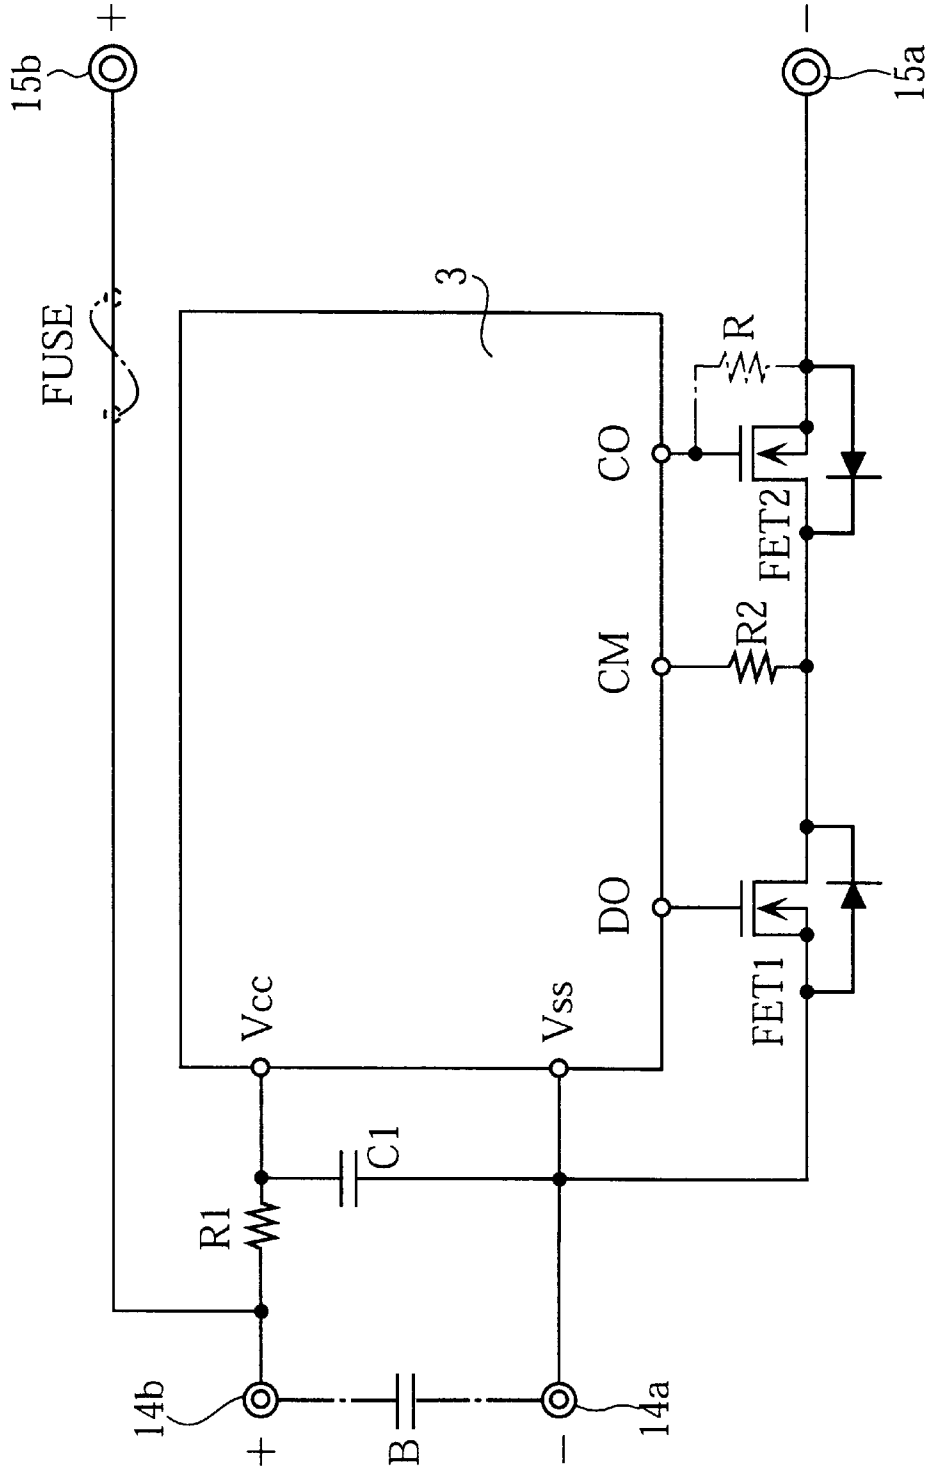 14b
+
B
−
14a
R1
C1
Vcc
Vss
DO
CM
CO
3
FET1
R2
FET2
R
FUSE
15b
+
−
15a